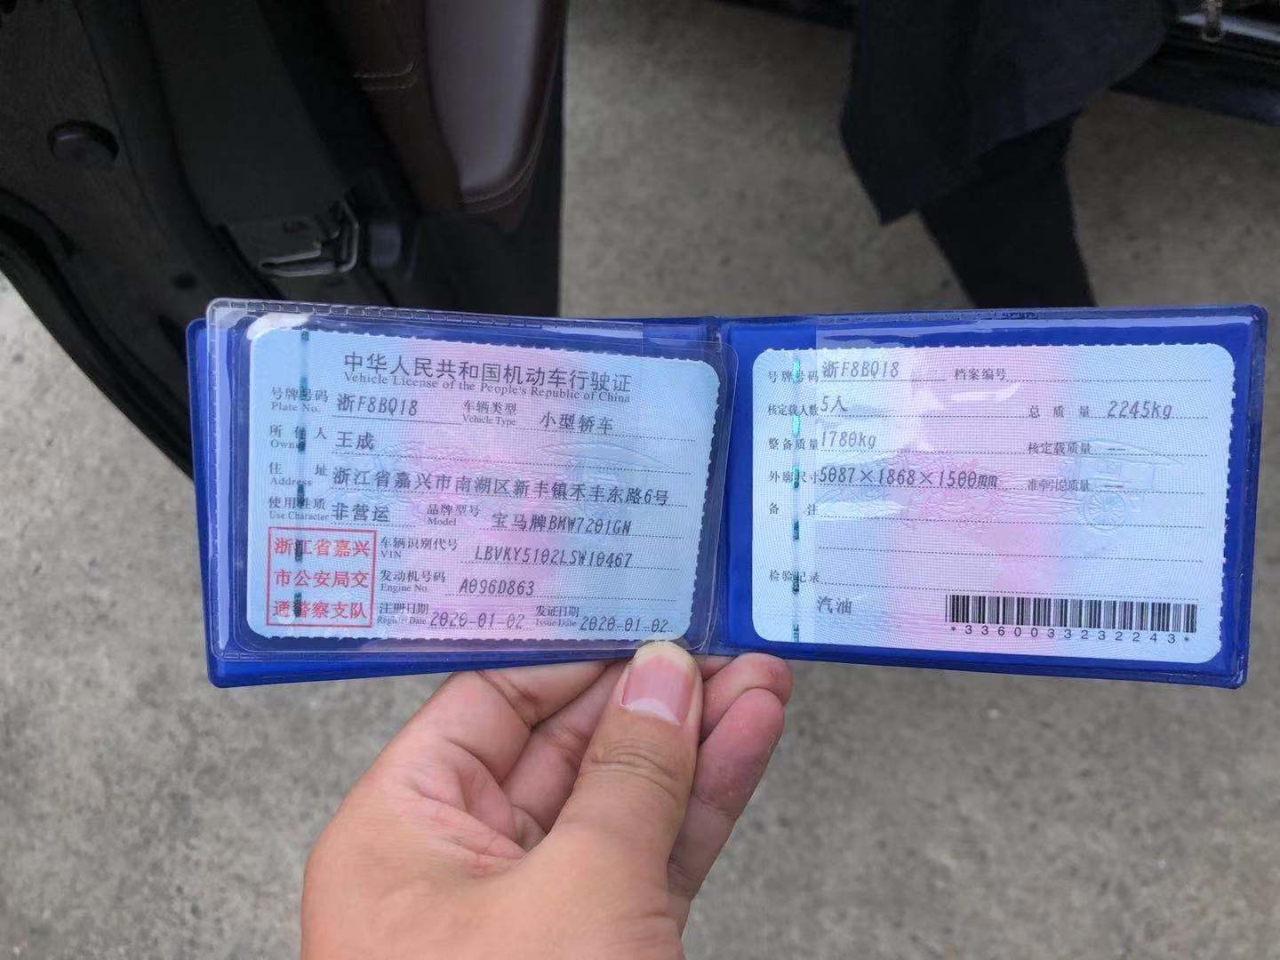 中华人民共和国机动车行驶证
Vehicle License of the People's Republic of China
号牌号码 浙F8BQ18 车辆类型 小型轿车
Plate No. Vehicle Type
所有人 王成
Owner
住址 浙江省嘉兴市南湖区新丰镇禾丰东路6号
Address
使用性质 非营运 品牌型号 宝马牌BMW7201GM
Use Character Model
浙江省嘉兴
市公安局交
通警察支队
车辆识别代号 LBVKY5102LSW10467
VIN
发动机号码 A096D863
Engine No.
注册日期 2020-01-02 发证日期 2020-01-02
Register Date Issue Date
号牌号码 浙F8BQ18 档案编号
核定载人数 5人 总质量 2245kg
整备质量 1780kg 核定载质量 --
外廓尺寸 5087×1868×1500mm 准牵引总质量 --
备注
检验记录
汽油
*3360033232243*